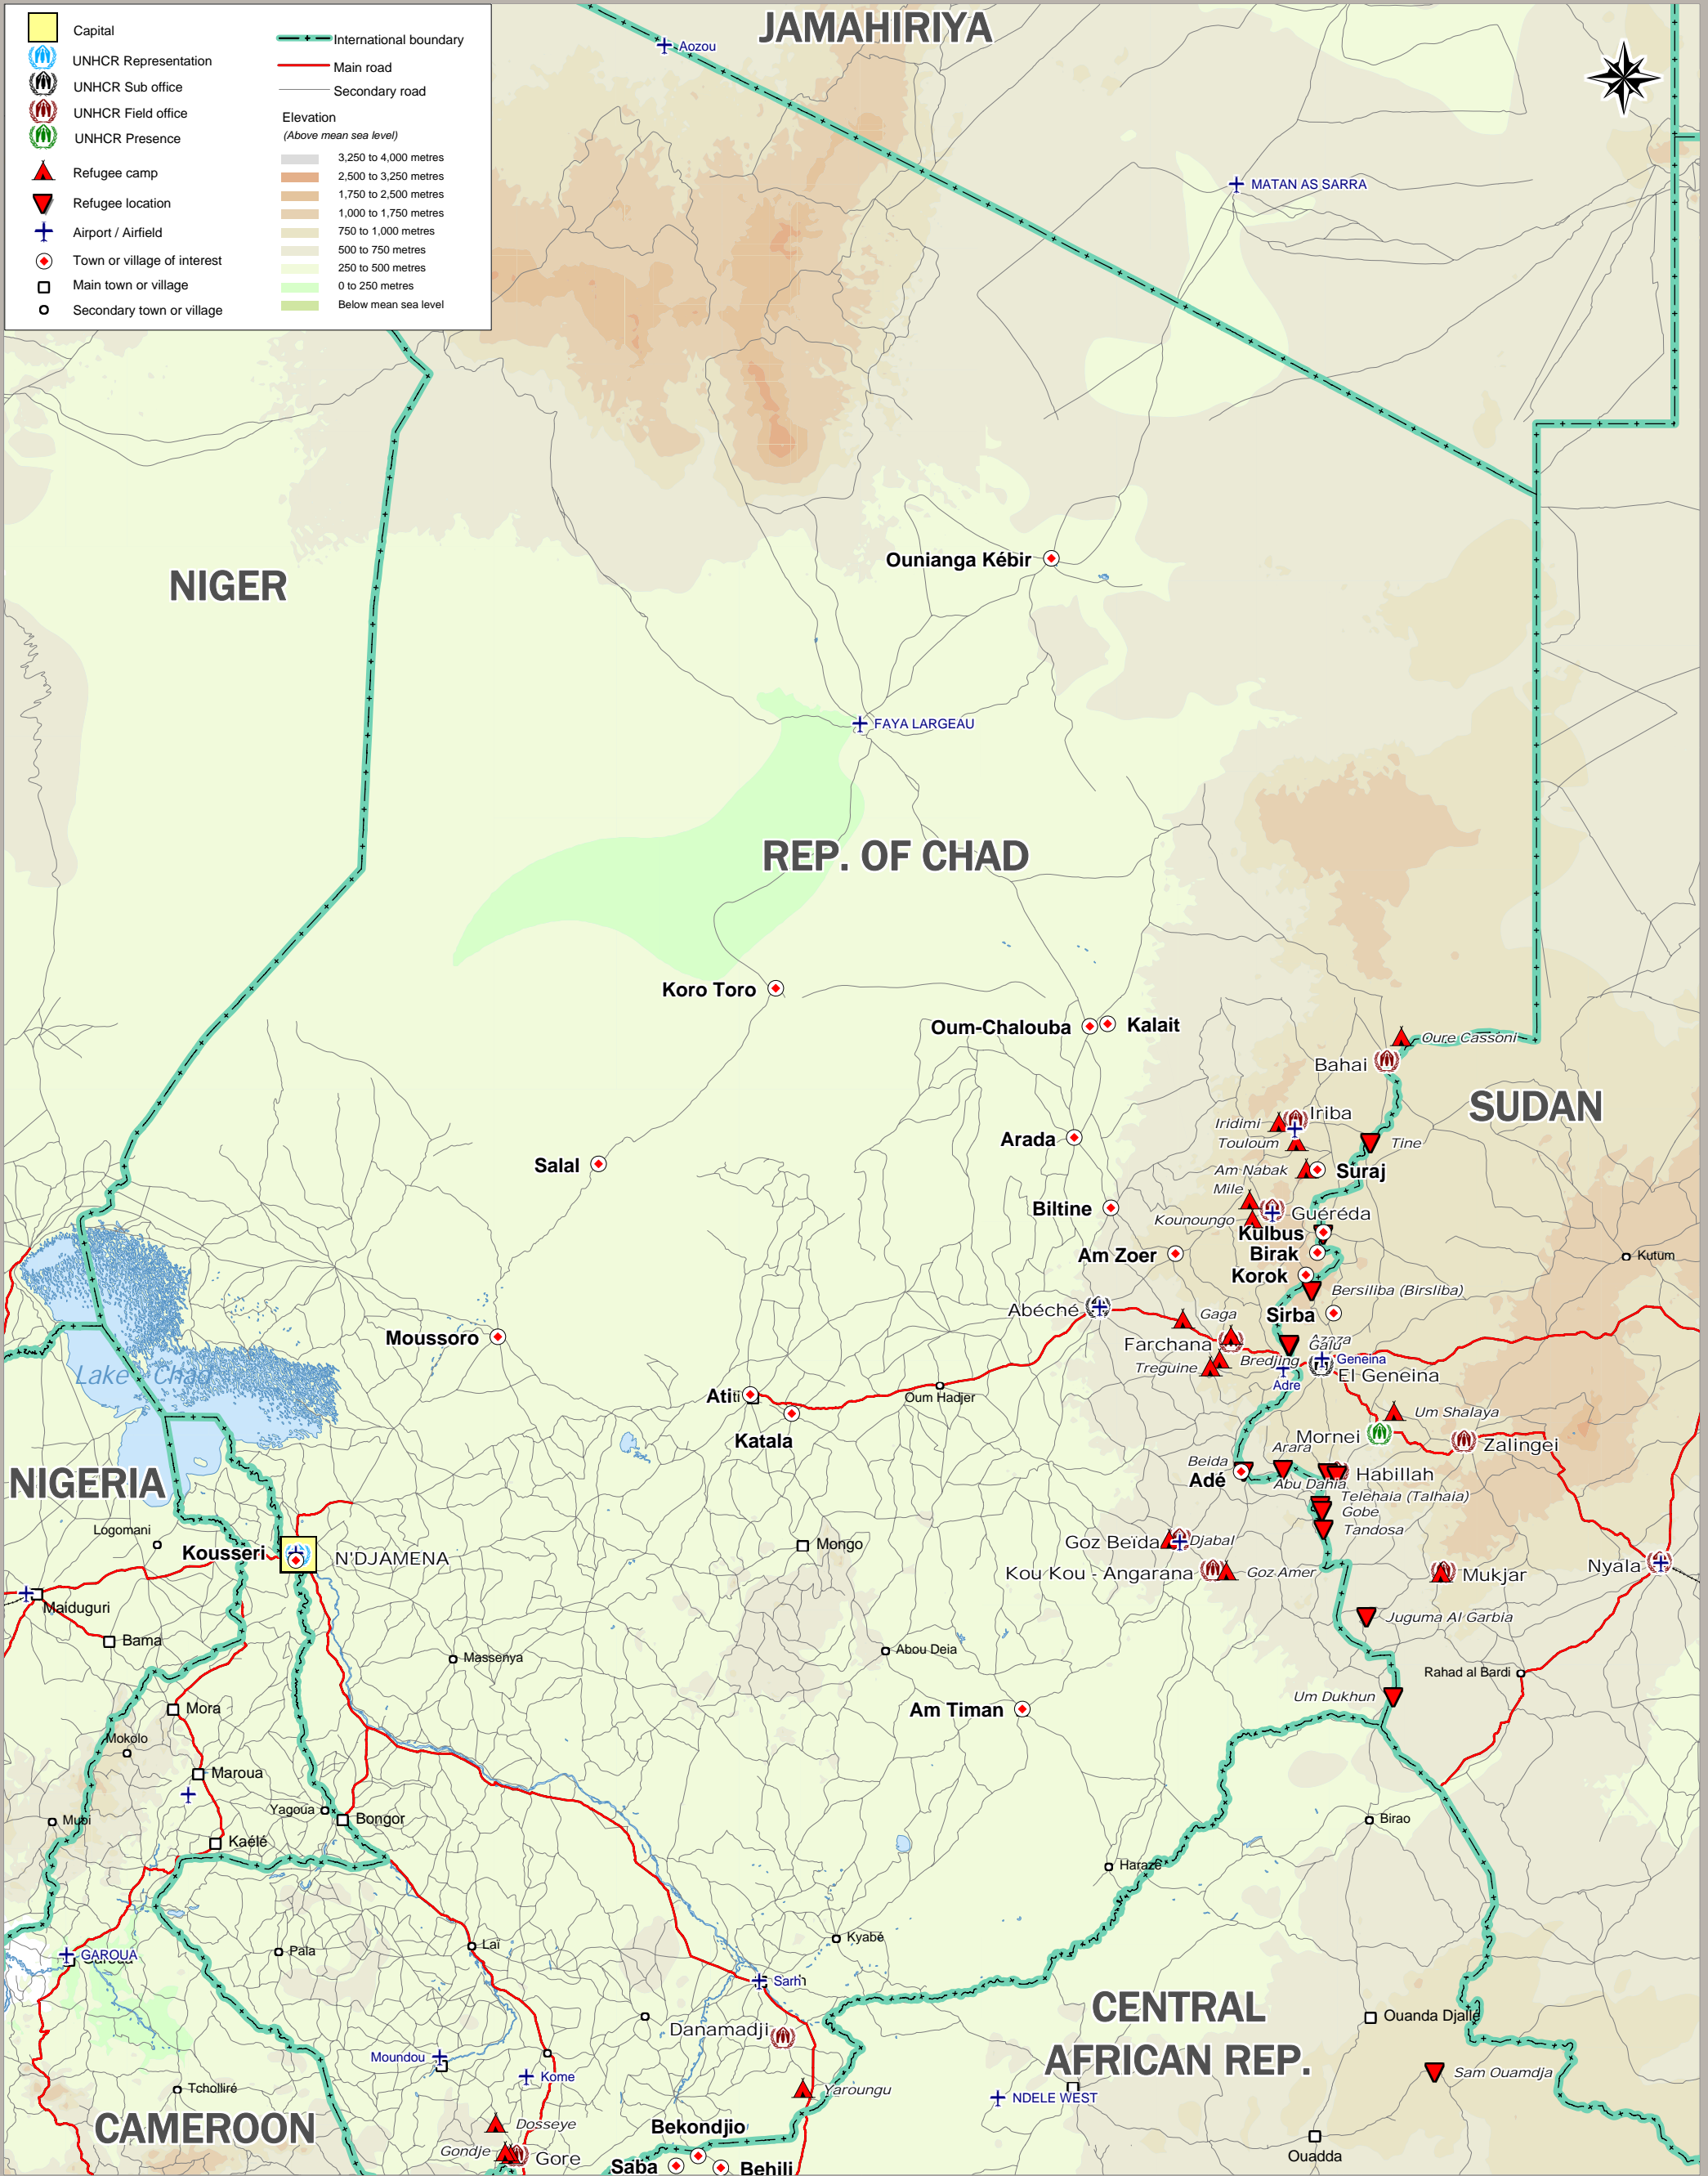 Capital
UNHCR Representation
UNHCR Sub office
UNHCR Field office
UNHCR Presence
Refugee camp
Refugee location
Airport / Airfield
Town or village of interest
Main town or village
Secondary town or village
International boundary
Main road
Secondary road
Elevation
(Above mean sea level)
3,250 to 4,000 metres
2,500 to 3,250 metres
1,750 to 2,500 metres
1,000 to 1,750 metres
750 to 1,000 metres
500 to 750 metres
250 to 500 metres
0 to 250 metres
Below mean sea level
JAMAHIRIYA
Aozou
MATAN AS SARRA
NIGER
Ounianga Kébir
FAYA LARGEAU
REP. OF CHAD
Koro Toro
Oum-Chalouba
Kalait
Oure Cassoni
Bahai
SUDAN
Iriba
Iridimi
Touloum
Tine
Arada
Salal
Am Nabak
Suraj
Mile
Biltine
Kounoungo
Guéréda
Kulbus
Birak
Am Zoer
Kutum
Korok
Bersiliba (Birsliba)
Abéché
Gaga
Sirba
Moussoro
Farchana
Azaza
Galu
Bredjing
Geneina
Treguine
El Geneina
Adre
Lake Chad
Ati
Oum Hadjer
Um Shalaya
Katala
Mornei
Zalingei
Arara
Beida
Adé
Habillah
Abu Dahia
NIGERIA
Telehaia (Talhaia)
Gobe
Logomani
Tandosa
Kousseri
N'DJAMENA
Mongo
Goz Beïda
Djabal
Kou Kou - Angarana
Goz Amer
Mukjar
Nyala
Maiduguri
Juguma Al Garbia
Bama
Abou Deia
Massenya
Rahad al Bardi
Um Dukhun
Mora
Am Timan
Mokolo
Maroua
Yagoua
Bongor
Mubi
Birao
Kaélé
Haraze
Kyabé
Laï
Pala
GAROUA
Sarh
CENTRAL
AFRICAN REP.
Ouanda Djallé
Danamadji
Moundou
Kome
Sam Ouamdja
Tcholliré
Yaroungu
NDELE WEST
CAMEROON
Dosseye
Bekondjio
Gondje
Gore
Saba
Behili
Ouadda